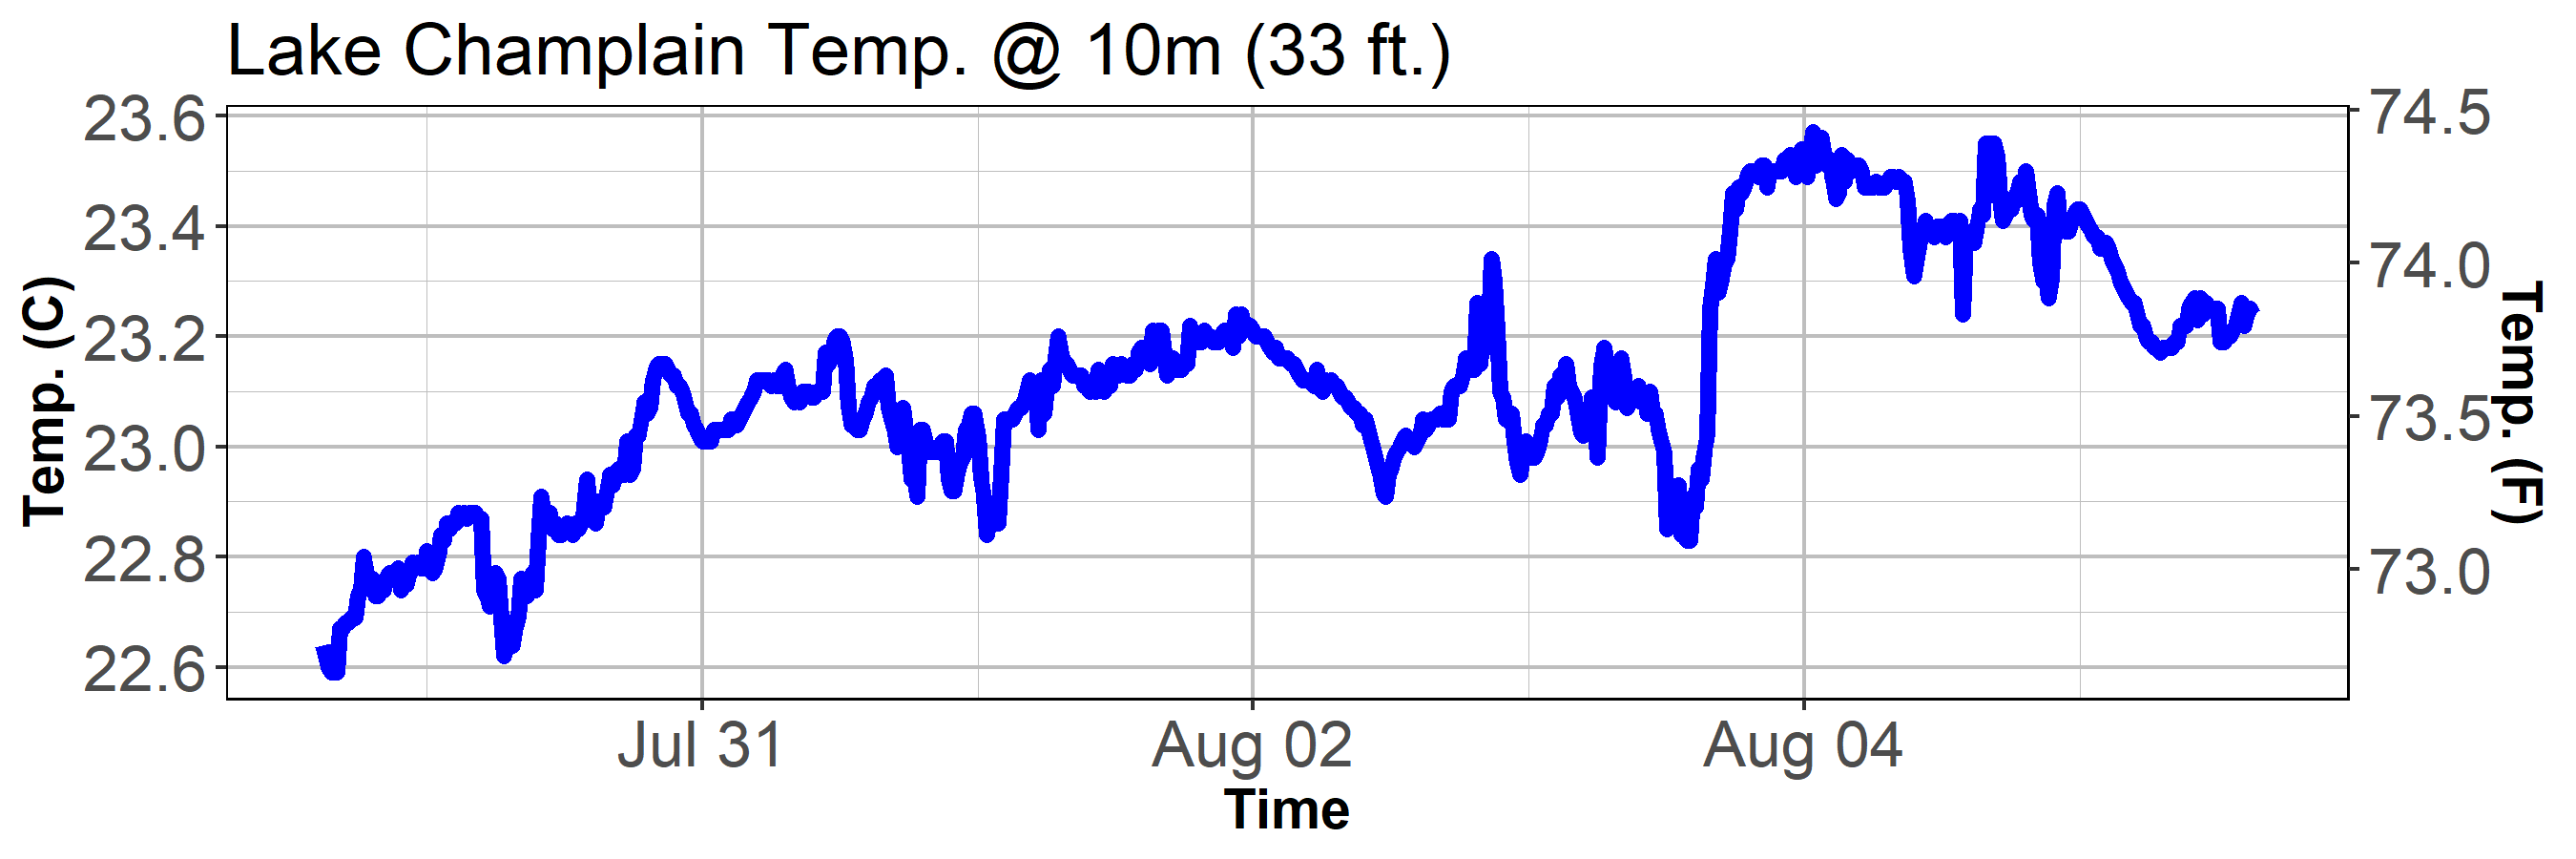 Lake Champlain Temp. @ 10m (33 ft.)
23.6
23.4
23.2
23.0
22.8
22.6
Temp. (C)
74.5
74.0
73.5
73.0
Temp. (F)
Jul 31
Aug 02
Aug 04
Time